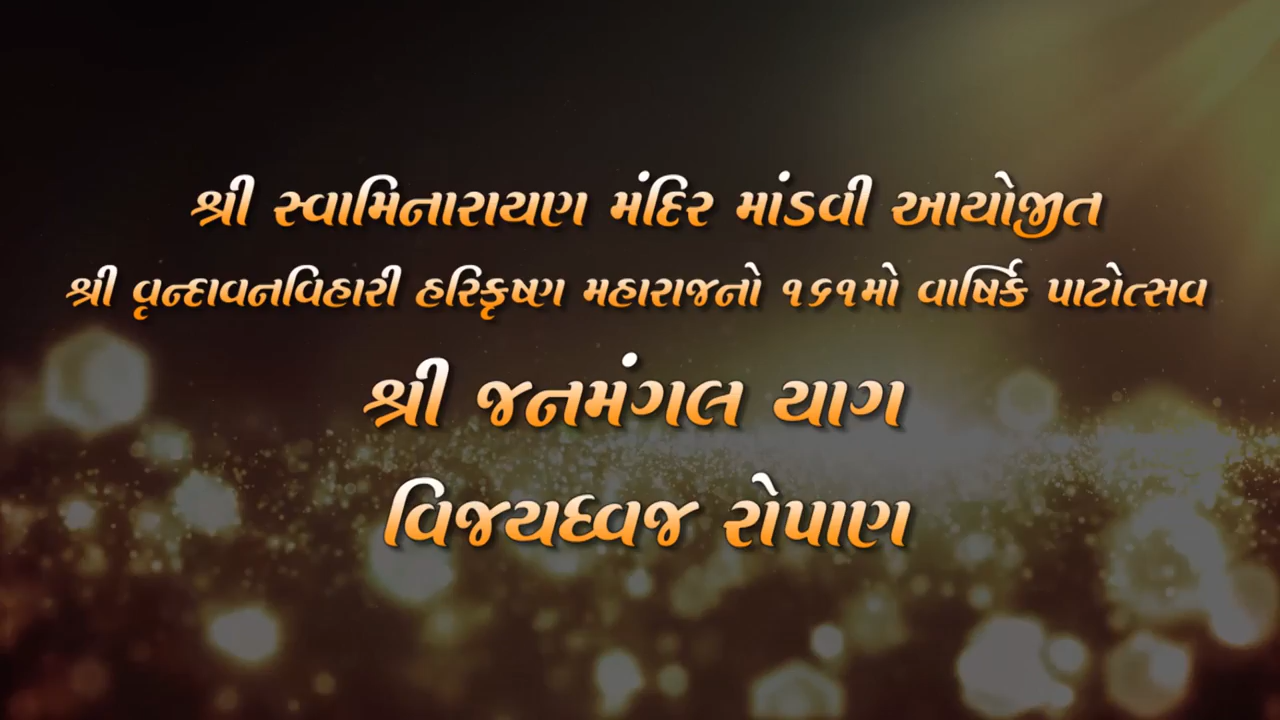 શ્રી સ્વામિનારાયણ મંદિર માંડવી આયોજીત
શ્રી વૃન્દાવનવિહારી હરિકૃષ્ણ મહારાજનો ૧૬૧મો વાર્ષિક પાટોત્સવ
શ્રી જનમંગલ યાગ
વિજયધ્વજ રોપાણ